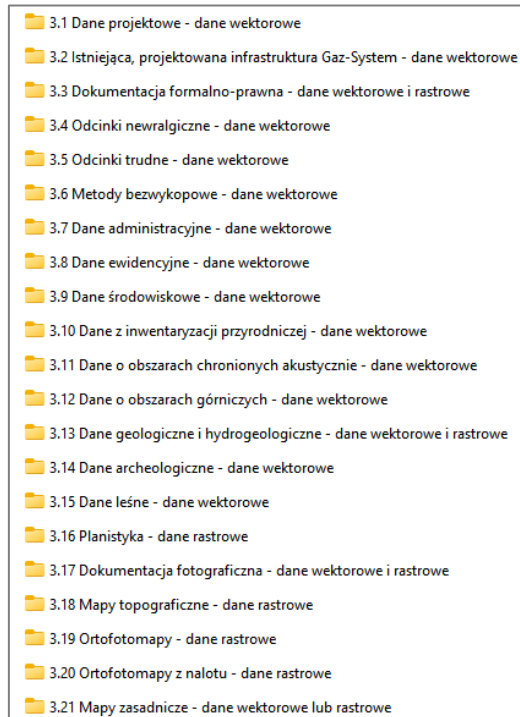 3.1 Dane projektowe - dane wektorowe
3.2 Istniejąca, projektowana infrastruktura Gaz-System - dane wektorowe
3.3 Dokumentacja formalno-prawna - dane wektorowe i rastrowe
3.4 Odcinki newralgiczne - dane wektorowe
3.5 Odcinki trudne - dane wektorowe
3.6 Metody bezwykopowe - dane wektorowe
3.7 Dane administracyjne - dane wektorowe
3.8 Dane ewidencyjne - dane wektorowe
3.9 Dane środowiskowe - dane wektorowe
3.10 Dane z inwentaryzacji przyrodniczej - dane wektorowe
3.11 Dane o obszarach chronionych akustycznie - dane wektorowe
3.12 Dane o obszarach górniczych - dane wektorowe
3.13 Dane geologiczne i hydrogeologiczne - dane wektorowe i rastrowe
3.14 Dane archeologiczne - dane wektorowe
3.15 Dane leśne - dane wektorowe
3.16 Planistyka - dane rastrowe
3.17 Dokumentacja fotograficzna - dane wektorowe i rastrowe
3.18 Mapy topograficzne - dane rastrowe
3.19 Ortofotomapy - dane rastrowe
3.20 Ortofotomapy z nalotu - dane rastrowe
3.21 Mapy zasadnicze - dane wektorowe lub rastrowe